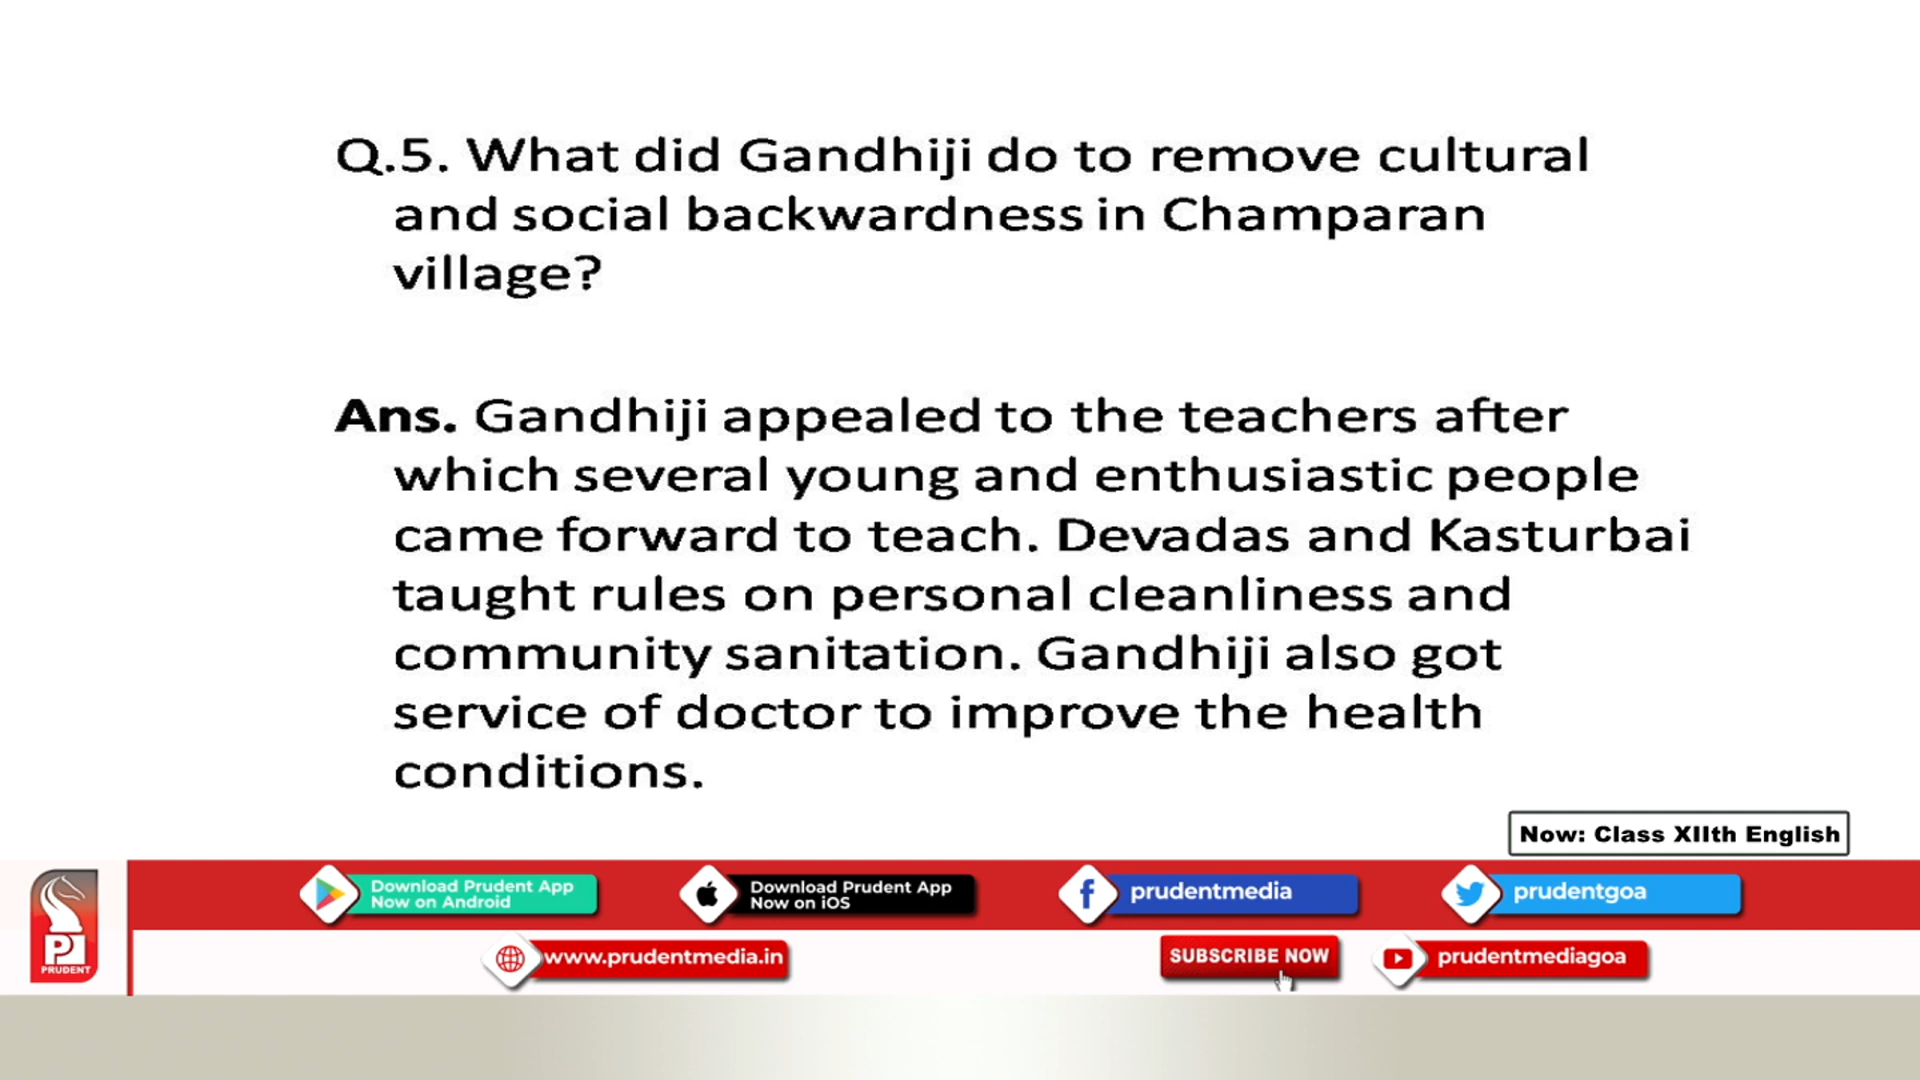 Q.5. What did Gandhiji do to remove cultural
and social backwardness in Champaran
village?
Ans. Gandhiji appealed to the teachers after
which several young and enthusiastic people
came forward to teach. Devadas and Kasturbai
taught rules on personal cleanliness and
community sanitation. Gandhiji also got
service of doctor to improve the health
conditions.
Now: Class XIIth English
Download Prudent App
Now on Android
Download Prudent App
Now on iOS
prudentmedia
prudentgoa
PRUDENT
www.prudentmedia.in
SUBSCRIBE NOW
prudentmediagoa